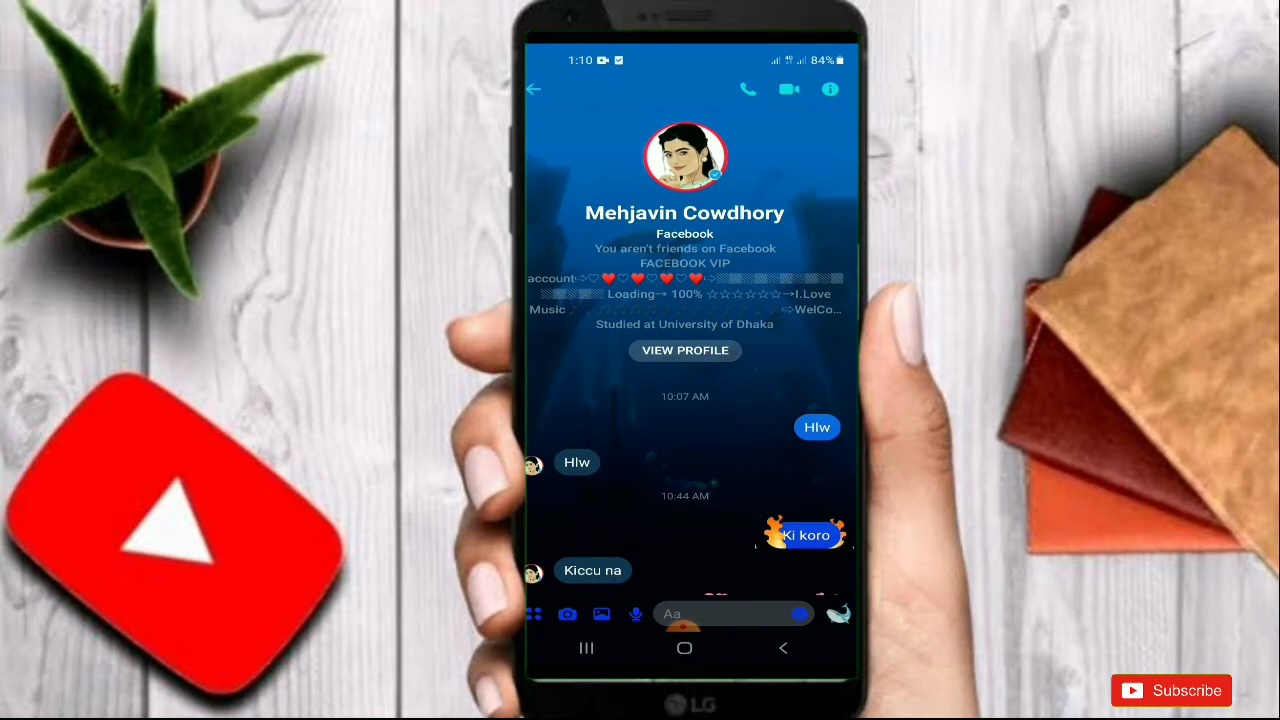 1:10
4G
84%
Mehjavin Cowdhory
Facebook
You aren't friends on Facebook
FACEBOOK VIP
account⇨♡❤️♡❤️♡❤️♡❤️⇨▒▒▒▒▒▒▒▒▒
▒▒▒▒ Loading→ 100% ☆☆☆☆☆☆→I.Love
Music ⇨WelCo...
Studied at University of Dhaka
VIEW PROFILE
10:07 AM
Hlw
Hlw
10:44 AM
Ki koro
Kiccu na
Aa
LG
Subscribe